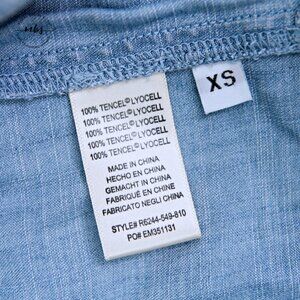 XS
100% TENCEL® LYOCELL
100% TENCEL® LYOCELL
100% TENCEL® LYOCELL
100% TENCEL® LYOCELL
100% TENCEL® LYOCELL
MADE IN CHINA
HECHO EN CHINA
GEMACHT IN CHINA
FABRIQUÉ EN CHINE
FABRICATO NEGLI CHINA
STYLE# R6244-549-810
PO# EM351131